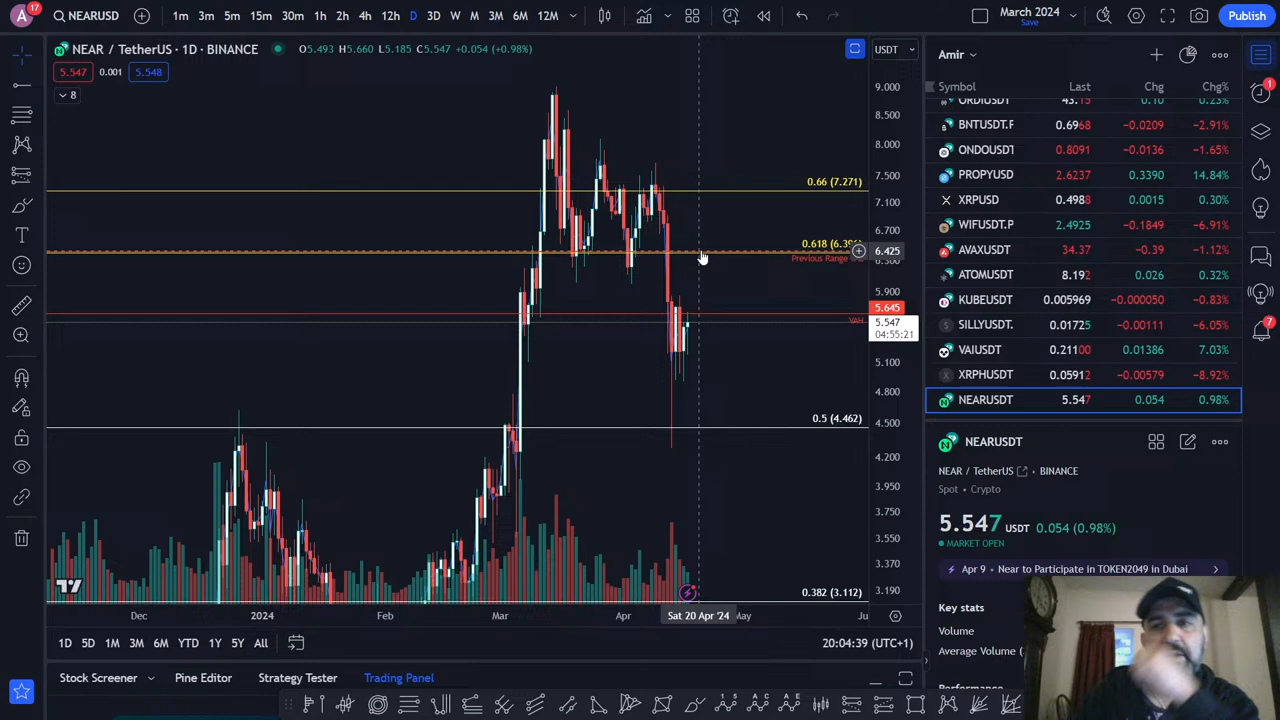 A 17 NEARUSD 1m 3m 5m 15m 30m 1h 2h 4h 12h D 3D W M 3M 6M 12M March 2024 Save Publish
NEAR / TetherUS · 1D · BINANCE O5.493 H5.660 L5.185 C5.547 +0.054 (+0.98%) USDT
5.547 0.001 5.548
8
9.000
8.500
8.000
7.500
7.100
6.700
5.900
5.100
4.800
4.500
4.200
3.950
3.750
3.550
3.370
3.190
0.66 (7.271)
0.618
6.425
Previous Range
5.645
VAH
5.547
04:55:21
0.5 (4.462)
0.382 (3.112)
Dec 2024 Feb Mar Apr Sat 20 Apr '24 May
1D 5D 1M 3M 6M YTD 1Y 5Y All 20:04:39 (UTC+1)
Stock Screener Pine Editor Strategy Tester Trading Panel
Amir
Symbol Last Chg Chg%
ORDIUSDT 43.15 0.10 0.23%
BNTUSDT.F 0.6968 −0.0209 −2.91%
ONDOUSDT 0.8091 −0.0136 −1.65%
PROPYUSD 2.6237 0.3390 14.84%
XRPUSD 0.4988 0.0015 0.30%
WIFUSDT.P 2.4925 −0.1849 −6.91%
AVAXUSDT 34.37 −0.39 −1.12%
ATOMUSDT 8.192 0.026 0.32%
KUBEUSDT 0.005969 −0.000050 −0.83%
SILLYUSDT. 0.01725 −0.00111 −6.05%
VAIUSDT 0.21100 0.01386 7.03%
XRPHUSDT 0.05912 −0.00579 −8.92%
NEARUSDT 5.547 0.054 0.98%
NEARUSDT
NEAR / TetherUS BINANCE
Spot • Crypto
5.547 USDT 0.054 (0.98%)
MARKET OPEN
Apr 9 • Near to Participate in TOKEN2049 in Dubai
Key stats
Volume
Average Volume (
1
7